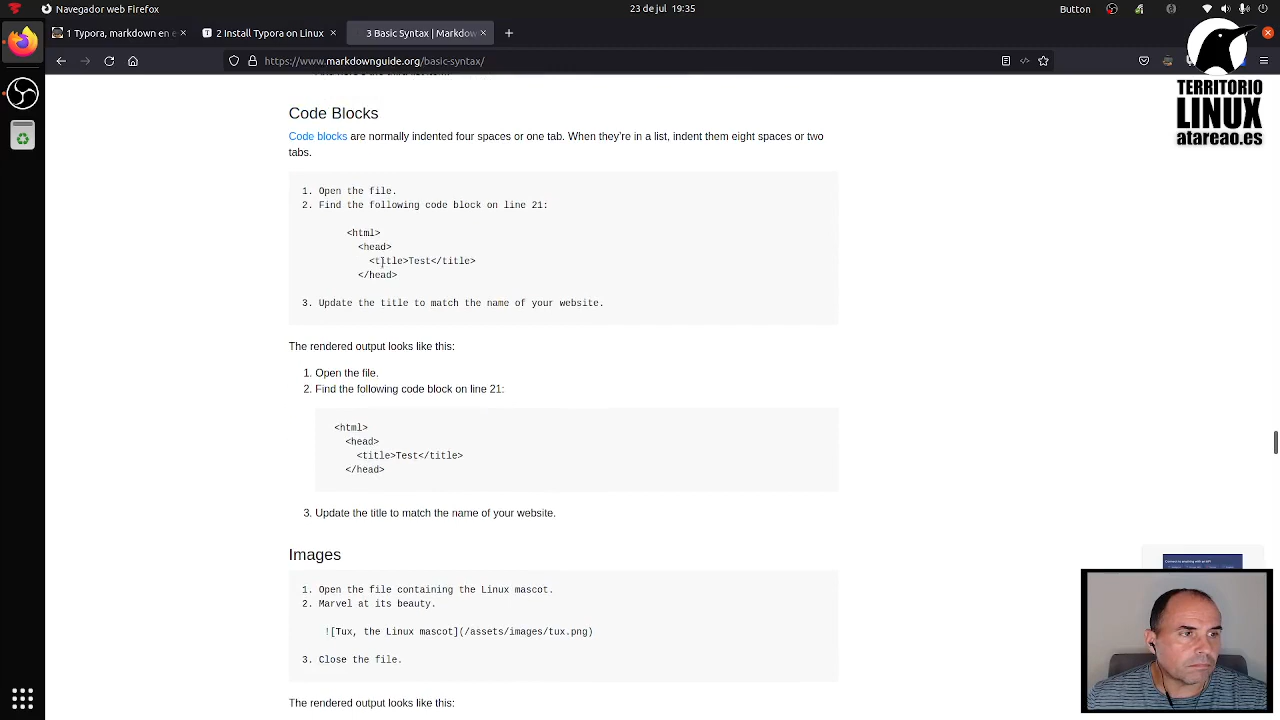 Navegador web Firefox
23 de jul 19:35
Button
1 Typora, markdown en e
2 Install Typora on Linux
3 Basic Syntax |
https://www.markdownguide.org/basic-syntax/
TERRITORIO
LINUX
atareao.es
Code Blocks
Code blocks are normally indented four spaces or one tab. When they're in a list, indent them eight spaces or two
tabs.
1. Open the file.
2. Find the following code block on line 21:
<html>
<head>
<title>Test</title>
</head>
3. Update the title to match the name of your website.
The rendered output looks like this:
1. Open the file.
2. Find the following code block on line 21:
<html>
<head>
<title>Test</title>
</head>
3. Update the title to match the name of your website.
Images
1. Open the file containing the Linux mascot.
2. Marvel at its beauty.
![Tux, the Linux mascot](/assets/images/tux.png)
3. Close the file.
The rendered output looks like this: